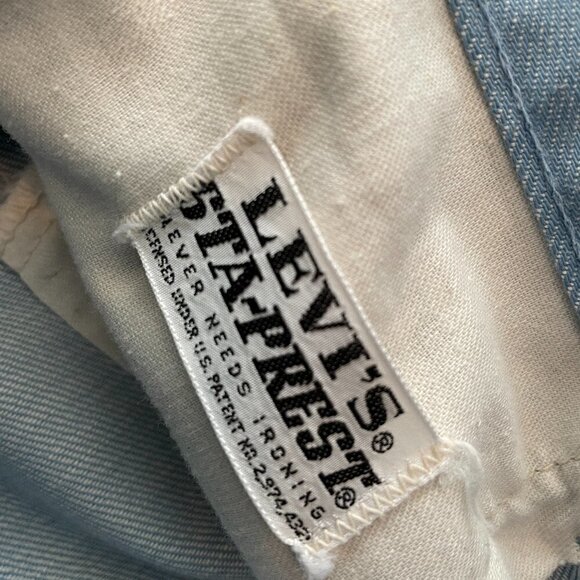 LEVI'S®
STA-PREST®
NEVER NEEDS IRONING
LICENSED UNDER U.S. PATENT NO. 2,974,432